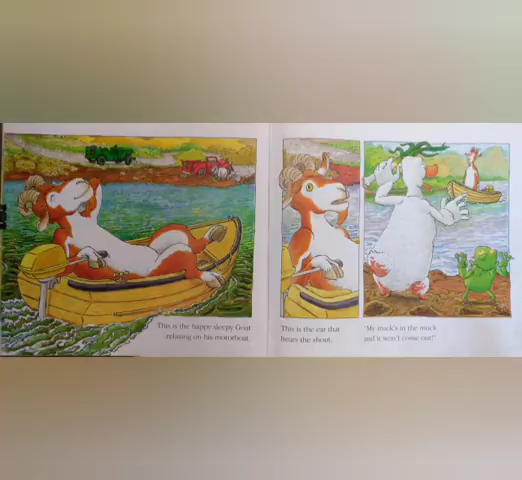 This is the happy sleepy Goat
relaxing on his motorboat.
This is the ear that
hears the shout,
'My truck's in the muck
and it won't come out!'